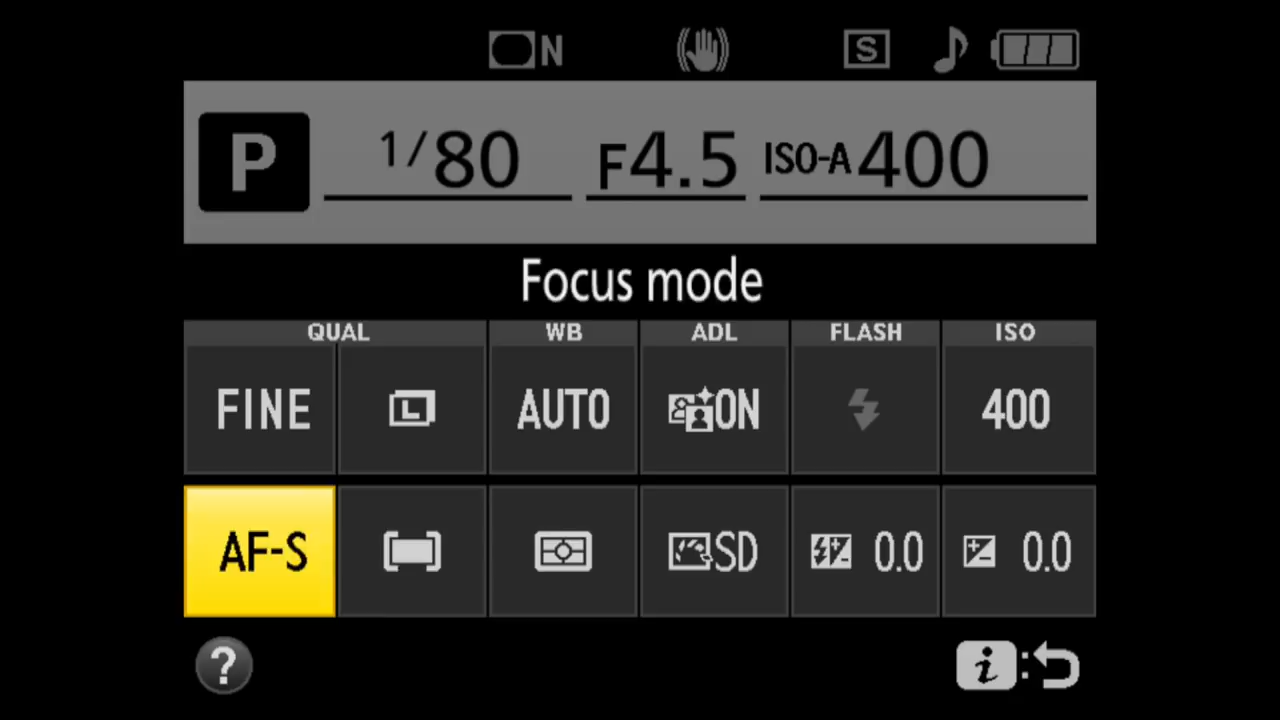 N S
P 1/80 F4.5 ISO-A 400
Focus mode
QUAL WB ADL FLASH ISO
FINE L AUTO ON 400
AF-S SD 0.0 0.0
? i: